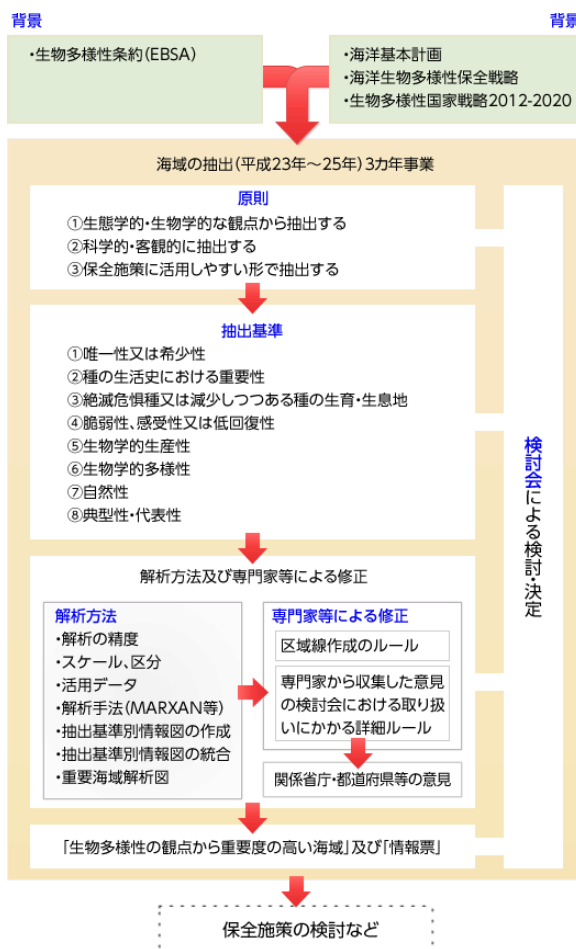 背景
背景
・生物多様性条約(EBSA)
・海洋基本計画
・海洋生物多様性保全戦略
・生物多様性国家戦略2012-2020
海域の抽出(平成23年～25年)3カ年事業
原則
①生態学的・生物学的な観点から抽出する
②科学的・客観的に抽出する
③保全施策に活用しやすい形で抽出する
抽出基準
①唯一性又は希少性
②種の生活史における重要性
③絶滅危惧種又は減少しつつある種の生育・生息地
④脆弱性、感受性又は低回復性
⑤生物学的生産性
⑥生物学的多様性
⑦自然性
⑧典型性・代表性
検討会による検討・決定
解析方法及び専門家等による修正
解析方法
・解析の精度
・スケール、区分
・活用データ
・解析手法(MARXAN等)
・抽出基準別情報図の作成
・抽出基準別情報図の統合
・重要海域解析図
専門家等による修正
区域線作成のルール
専門家から収集した意見
の検討会における取り扱
いにかかる詳細ルール
関係省庁・都道府県等の意見
「生物多様性の観点から重要度の高い海域」及び「情報票」
保全施策の検討など